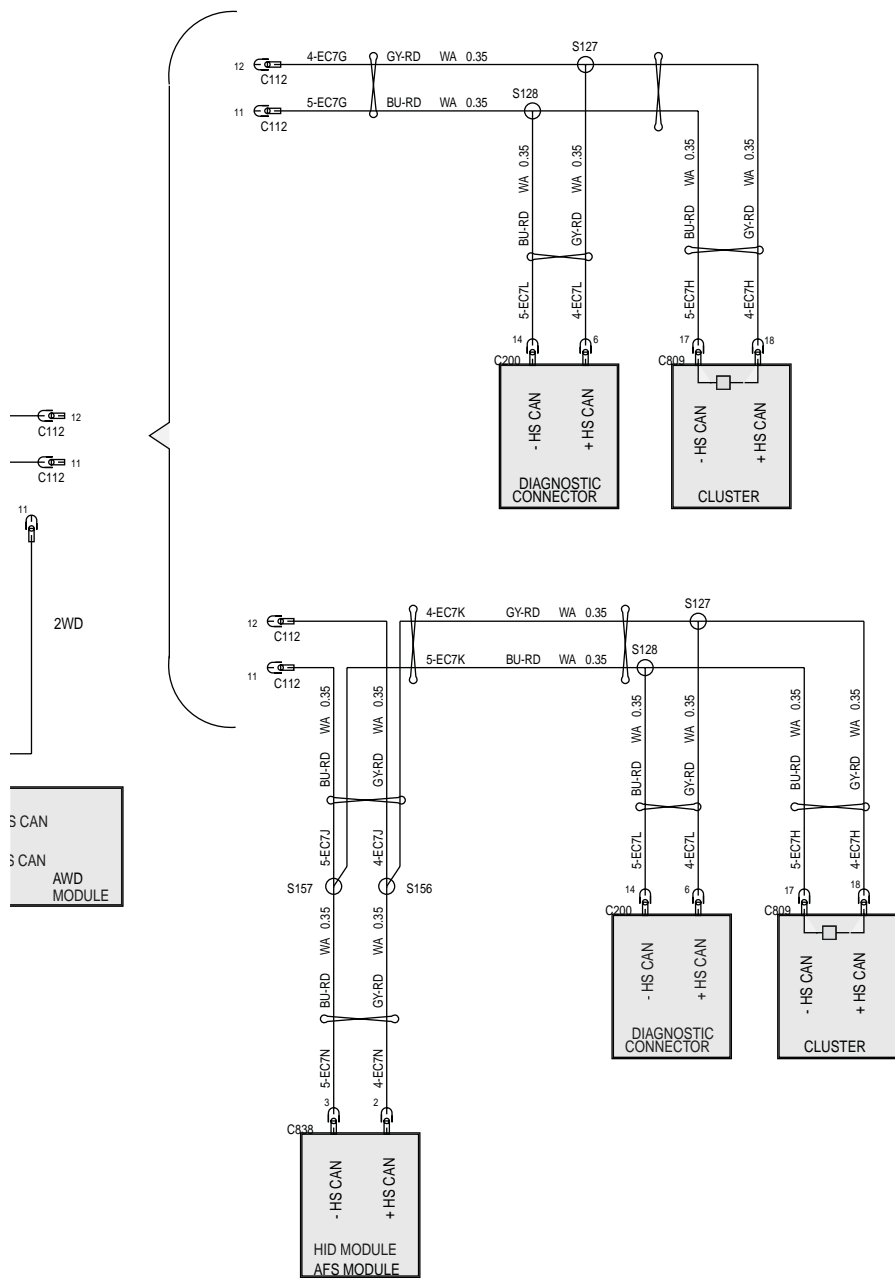 S127
12
4-EC7G GY-RD WA 0.35
C112
S128
11
5-EC7G BU-RD WA 0.35
C112
BU-RD WA 0.35
GY-RD WA 0.35
BU-RD WA 0.35
GY-RD WA 0.35
5-EC7L
4-EC7L
5-EC7H
4-EC7H
14
6
17
18
C200
C809
- HS CAN
+ HS CAN
- HS CAN
+ HS CAN
DIAGNOSTIC
CONNECTOR
CLUSTER
12
C112
11
C112
11
2WD
S CAN
S CAN
AWD
MODULE
12
C112
11
C112
4-EC7K GY-RD WA 0.35
S127
5-EC7K BU-RD WA 0.35
S128
BU-RD WA 0.35
GY-RD WA 0.35
BU-RD WA 0.35
GY-RD WA 0.35
BU-RD WA 0.35
GY-RD WA 0.35
5-EC7J
4-EC7J
5-EC7L
4-EC7L
5-EC7H
4-EC7H
S157
S156
14
6
17
18
C200
C809
- HS CAN
+ HS CAN
- HS CAN
+ HS CAN
DIAGNOSTIC
CONNECTOR
CLUSTER
BU-RD WA 0.35
GY-RD WA 0.35
5-EC7N
4-EC7N
3
2
C838
- HS CAN
+ HS CAN
HID MODULE
AFS MODULE